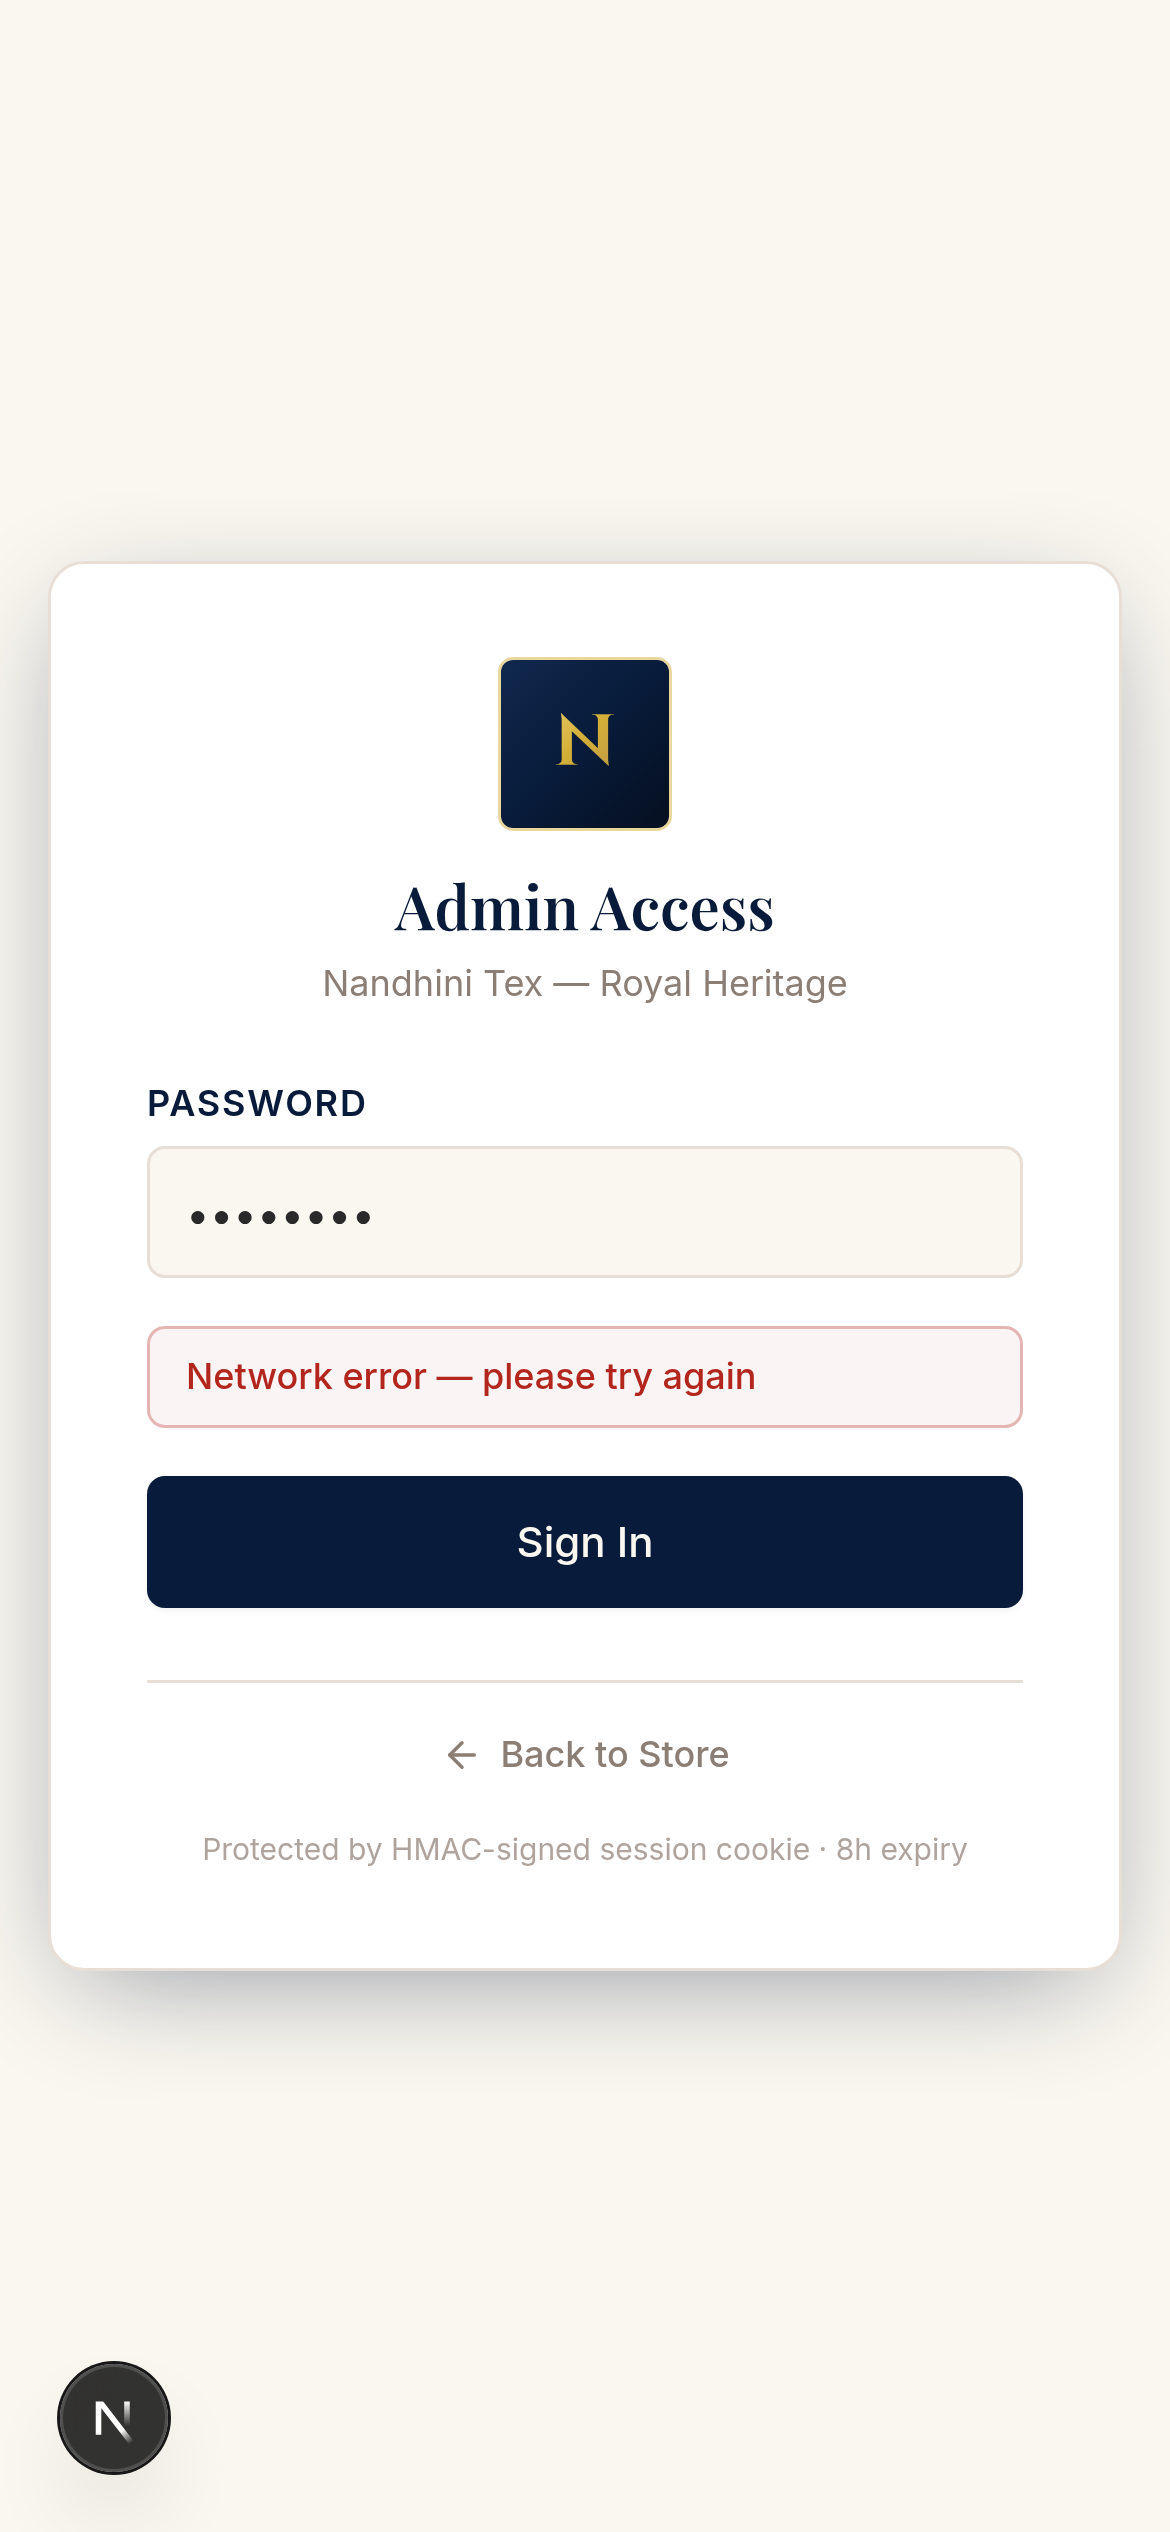 N
Admin Access
Nandhini Tex — Royal Heritage
PASSWORD
••••••••
Network error — please try again
Sign In
← Back to Store
Protected by HMAC-signed session cookie · 8h expiry
N